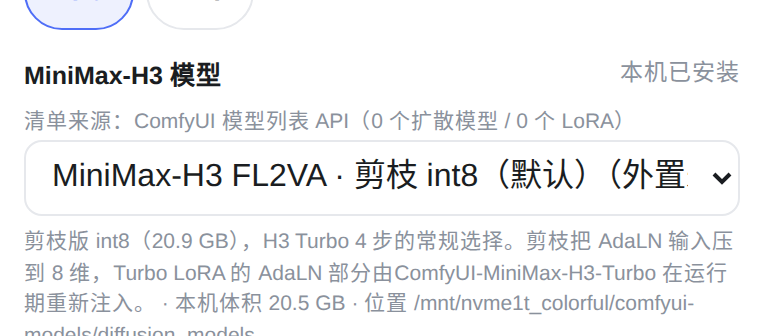 MiniMax-H3 模型
本机已安装
清单来源：ComfyUI 模型列表 API（0 个扩散模型 / 0 个 LoRA）
MiniMax-H3 FL2VA · 剪枝 int8（默认）（外置
剪枝版 int8（20.9 GB），H3 Turbo 4 步的常规选择。剪枝把 AdaLN 输入压
到 8 维，Turbo LoRA 的 AdaLN 部分由ComfyUI-MiniMax-H3-Turbo 在运行
期重新注入。 · 本机体积 20.5 GB · 位置 /mnt/nvme1t_colorful/comfyui-
models/diffusion_models